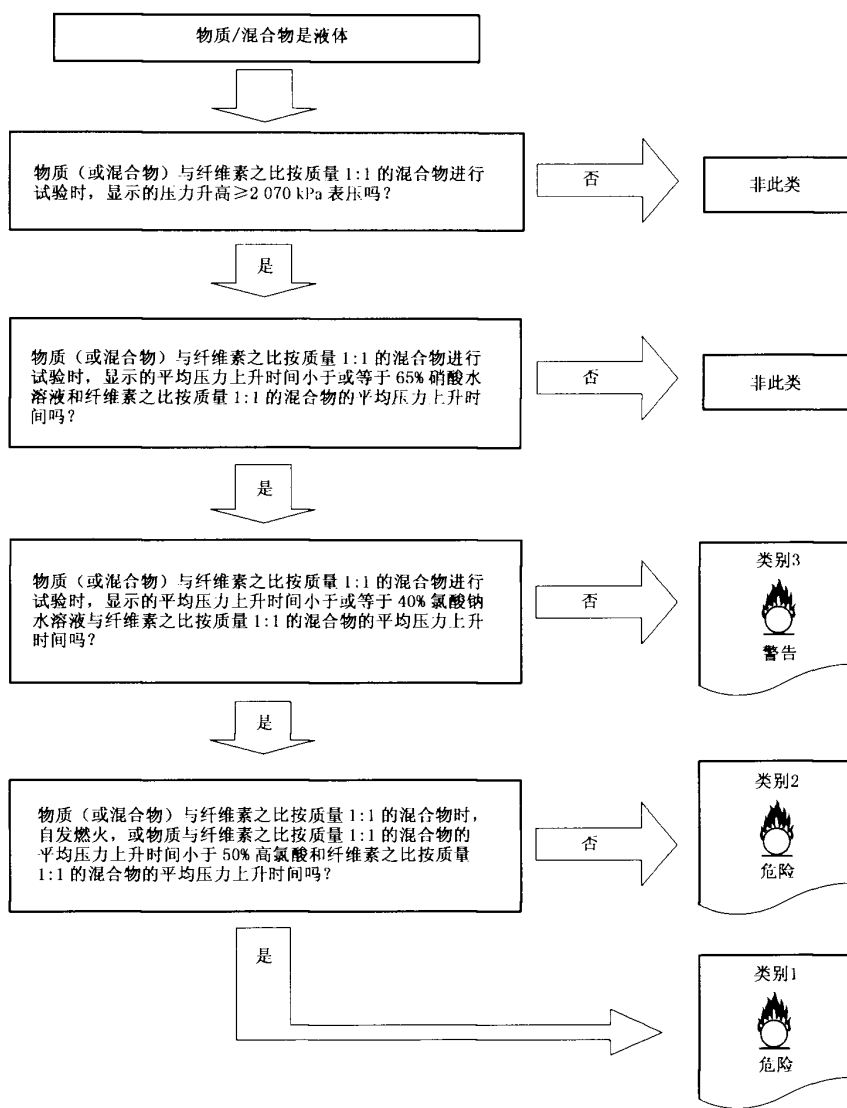 物质/混合物是液体
物质（或混合物）与纤维素之比按质量 1:1 的混合物进行
试验时，显示的压力升高≥2 070 kPa 表压吗？
否
非此类
是
物质（或混合物）与纤维素之比按质量 1:1 的混合物进行
试验时，显示的平均压力上升时间小于或等于 65% 硝酸水
溶液和纤维素之比按质量 1:1 的混合物的平均压力上升时
间吗？
否
非此类
是
物质（或混合物）与纤维素之比按质量 1:1 的混合物进行
试验时，显示的平均压力上升时间小于或等于 40% 氯酸钠
水溶液与纤维素之比按质量 1:1 的混合物的平均压力上升
时间吗？
否
类别3
警告
是
物质（或混合物）与纤维素之比按质量 1:1 的混合物时，
自发燃火，或物质与纤维素之比按质量 1:1 的混合物的
平均压力上升时间小于 50% 高氯酸和纤维素之比按质量
1:1 的混合物的平均压力上升时间吗？
否
类别2
危险
是
类别1
危险